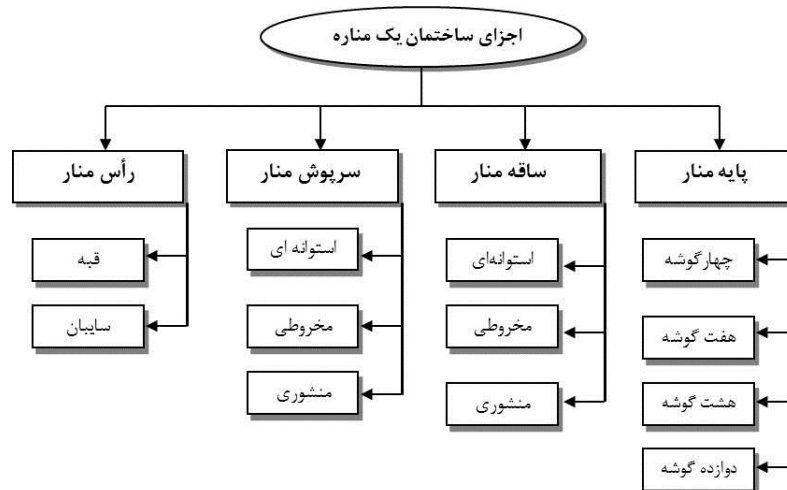 اجزای ساختمان یک مناره
پایه منار
ساقه منار
سرپوش منار
رأس منار
چهارگوشه
هفت گوشه
هشت گوشه
دوازده گوشه
استوانه‌ای
مخروطی
منشوری
استوانه ای
مخروطی
منشوری
قبه
سایبان